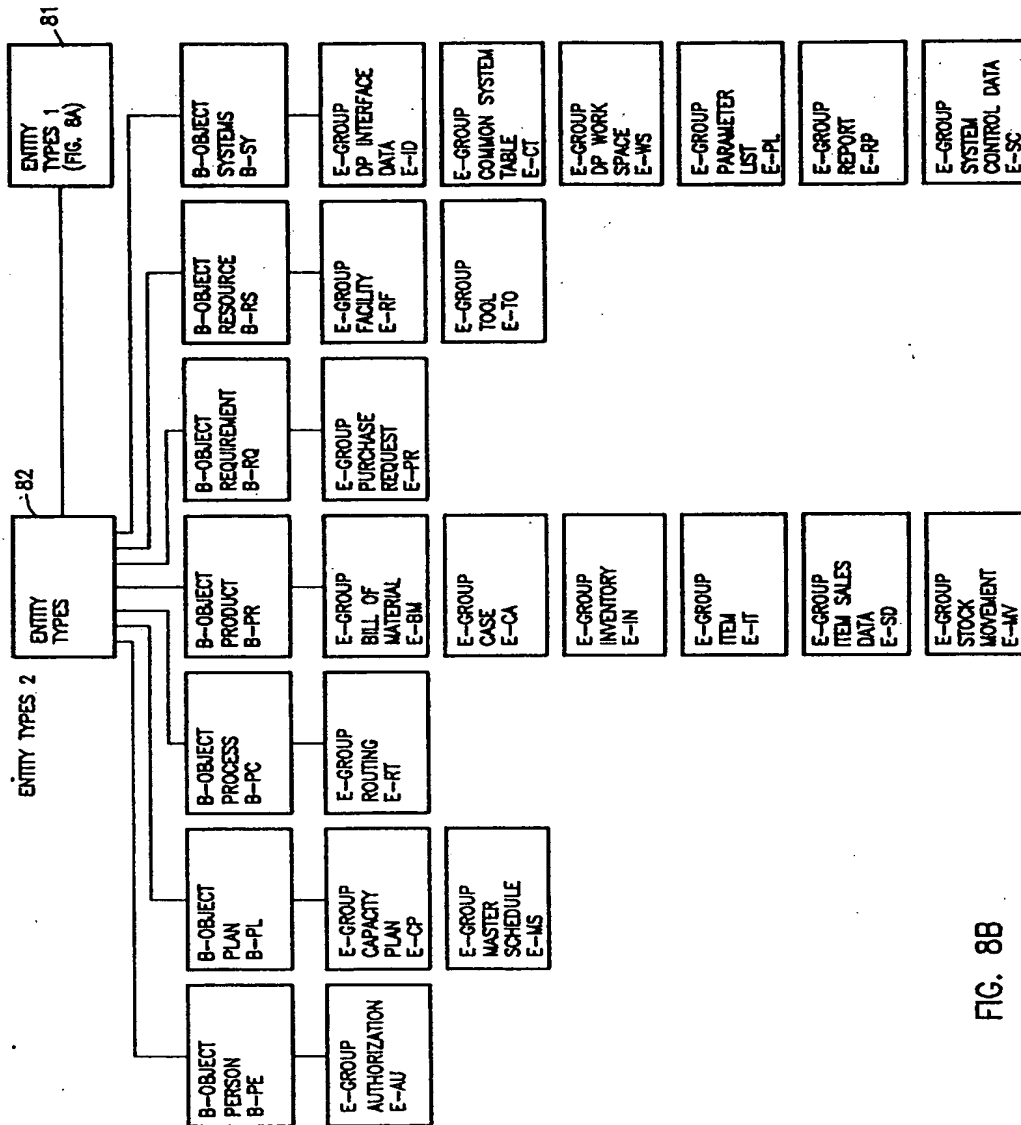 ENTITY TYPES 2
ENTITY
TYPES
82
ENTITY
TYPES 1
(FIG. 8A)
81
B-OBJECT
PERSON
B-PE
E-GROUP
AUTHORIZATION
E-AU
B-OBJECT
PLAN
B-PL
E-GROUP
CAPACITY
PLAN
E-CP
E-GROUP
MASTER
SCHEDULE
E-MS
B-OBJECT
PROCESS
B-PC
E-GROUP
ROUTING
E-RT
B-OBJECT
PRODUCT
B-PR
E-GROUP
BILL OF
MATERIAL
E-BM
E-GROUP
CASE
E-CA
E-GROUP
INVENTORY
E-IN
E-GROUP
ITEM
E-IT
E-GROUP
ITEM SALES
DATA
E-SD
E-GROUP
STOCK
MOVEMENT
E-MV
B-OBJECT
REQUIREMENT
B-RQ
E-GROUP
PURCHASE
REQUEST
E-PR
B-OBJECT
RESOURCE
B-RS
E-GROUP
FACILITY
E-RF
E-GROUP
TOOL
E-TO
B-OBJECT
SYSTEMS
B-SY
E-GROUP
DP INTERFACE
DATA
E-ID
E-GROUP
COMMON SYSTEM
TABLE
E-CT
E-GROUP
DP WORK
SPACE
E-WS
E-GROUP
PARAMETER
LIST
E-PL
E-GROUP
REPORT
E-RP
E-GROUP
SYSTEM
CONTROL DATA
E-SC
FIG. 8B